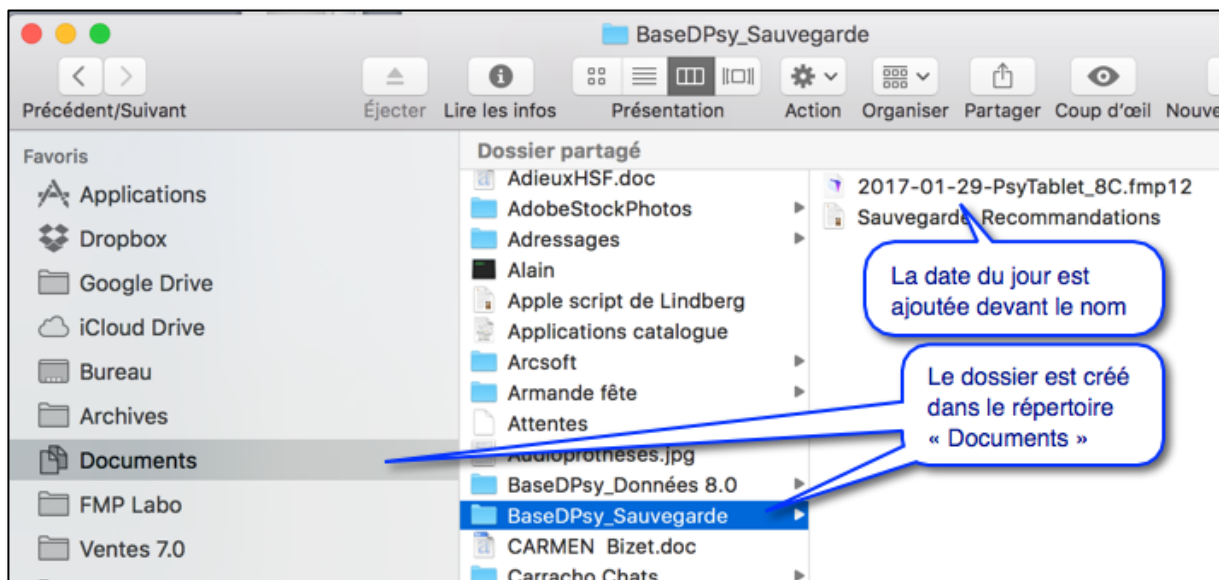 BaseDPsy_Sauvegarde
Précédent/Suivant
Éjecter
Lire les infos
Présentation
Action
Organiser
Partager
Coup d'œil
Nouve
Favoris
Applications
Dropbox
Google Drive
iCloud Drive
Bureau
Archives
Documents
FMP Labo
Ventes 7.0
Dossier partagé
AdieuxHSF.doc
AdobeStockPhotos
Adressages
Alain
Apple script de Lindberg
Applications catalogue
Arcsoft
Armande fête
Attentes
Audioprothèses.jpg
BaseDPsy_Données 8.0
BaseDPsy_Sauvegarde
CARMEN Bizet.doc
Carracho Chats
2017-01-29-PsyTablet_8C.fmp12
Sauvegarde_Recommandations
La date du jour est
ajoutée devant le nom
Le dossier est créé
dans le répertoire
« Documents »